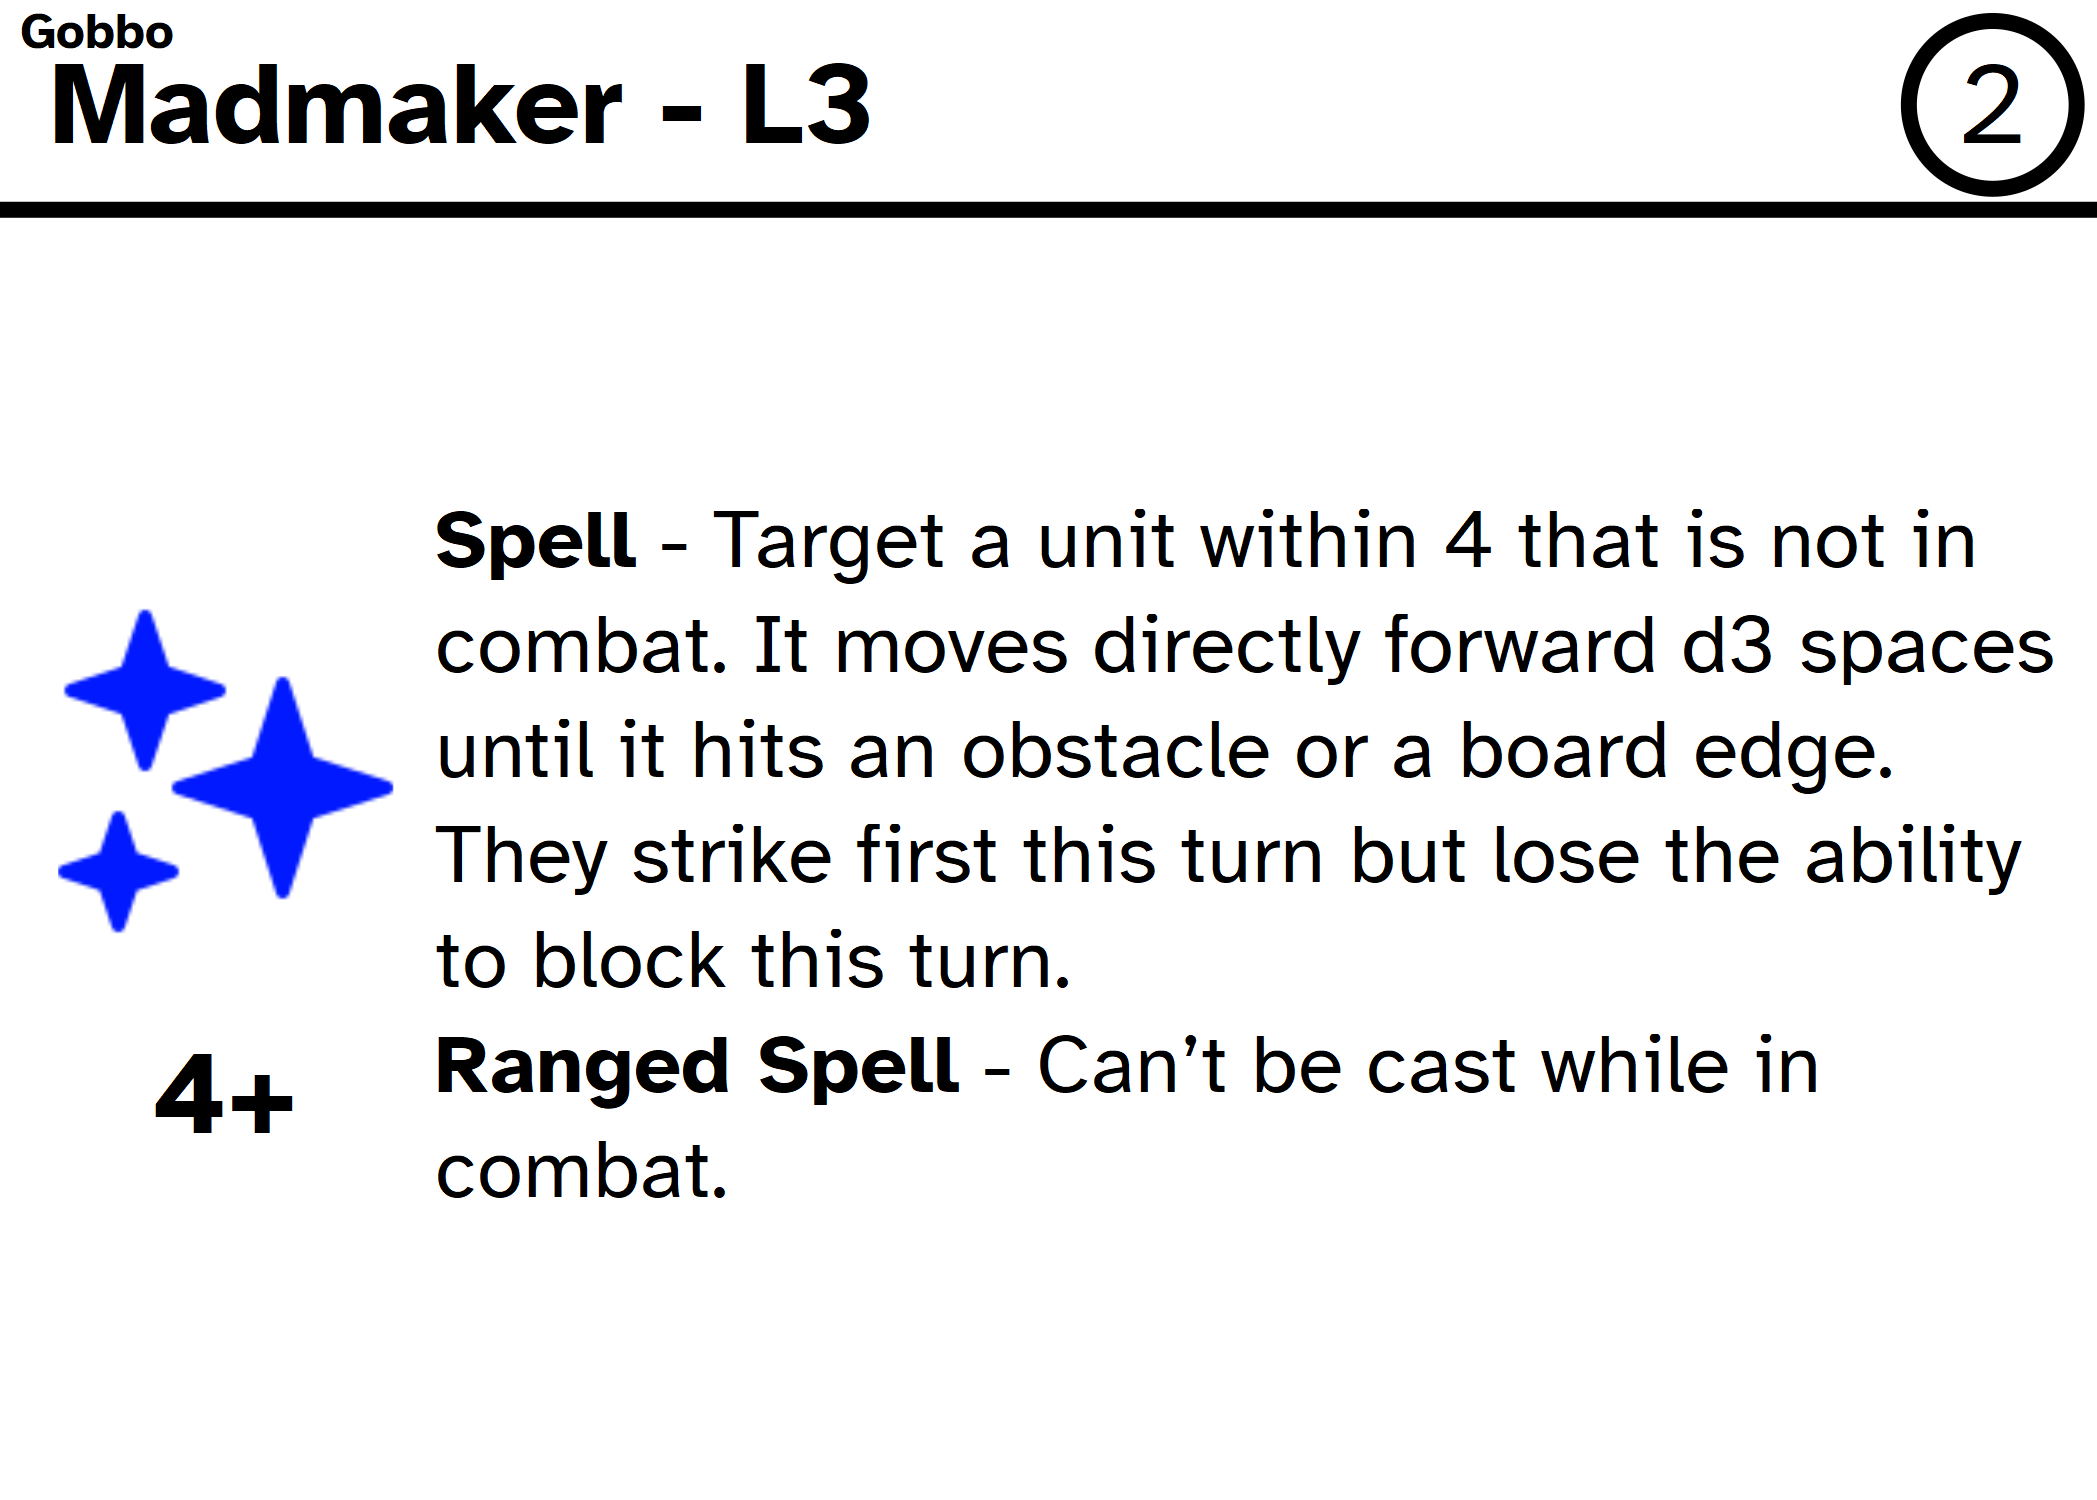 Gobbo
Madmaker - L3
2
Spell - Target a unit within 4 that is not in
combat. It moves directly forward d3 spaces
until it hits an obstacle or a board edge.
They strike first this turn but lose the ability
to block this turn.
4+
Ranged Spell - Can’t be cast while in
combat.